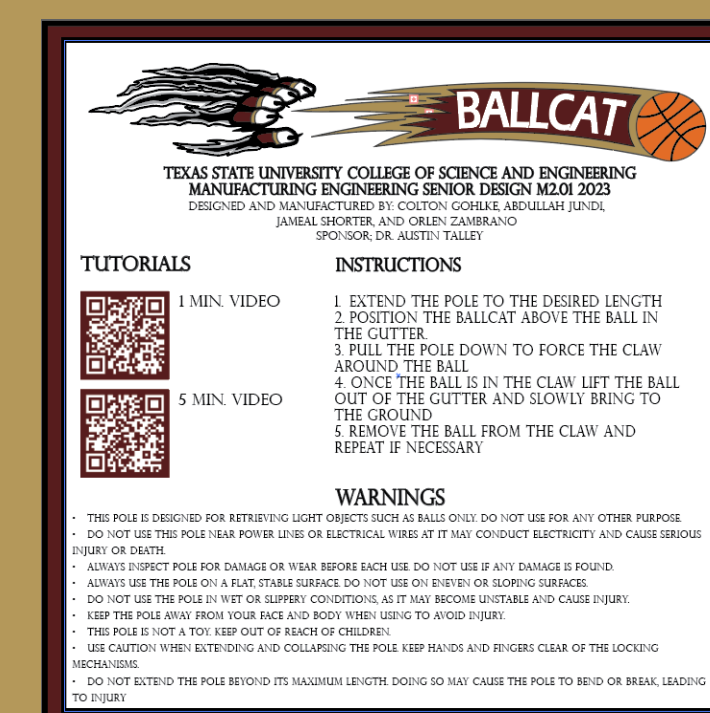 BALLCAT
TEXAS STATE UNIVERSITY COLLEGE OF SCIENCE AND ENGINEERING
MANUFACTURING ENGINEERING SENIOR DESIGN M2.01 2023
DESIGNED AND MANUFACTURED BY: COLTON GOHLKE, ABDULLAH JUNDI,
JAMEAL SHORTER, AND ORLEN ZAMBRANO
SPONSOR; DR. AUSTIN TALLEY
TUTORIALS
1 MIN. VIDEO
5 MIN. VIDEO
INSTRUCTIONS
1. EXTEND THE POLE TO THE DESIRED LENGTH
2. POSITION THE BALLCAT ABOVE THE BALL IN
THE GUTTER.
3. PULL THE POLE DOWN TO FORCE THE CLAW
AROUND THE BALL
4. ONCE THE BALL IS IN THE CLAW LIFT THE BALL
OUT OF THE GUTTER AND SLOWLY BRING TO
THE GROUND
5. REMOVE THE BALL FROM THE CLAW AND
REPEAT IF NECESSARY
WARNINGS
• THIS POLE IS DESIGNED FOR RETRIEVING LIGHT OBJECTS SUCH AS BALLS ONLY. DO NOT USE FOR ANY OTHER PURPOSE.
• DO NOT USE THIS POLE NEAR POWER LINES OR ELECTRICAL WIRES AT IT MAY CONDUCT ELECTRICITY AND CAUSE SERIOUS
INJURY OR DEATH.
• ALWAYS INSPECT POLE FOR DAMAGE OR WEAR BEFORE EACH USE. DO NOT USE IF ANY DAMAGE IS FOUND.
• ALWAYS USE THE POLE ON A FLAT, STABLE SURFACE. DO NOT USE ON ENEVEN OR SLOPING SURFACES.
• DO NOT USE THE POLE IN WET OR SLIPPERY CONDITIONS, AS IT MAY BECOME UNSTABLE AND CAUSE INJURY.
• KEEP THE POLE AWAY FROM YOUR FACE AND BODY WHEN USING TO AVOID INJURY.
• THIS POLE IS NOT A TOY. KEEP OUT OF REACH OF CHILDREN.
• USE CAUTION WHEN EXTENDING AND COLLAPSING THE POLE. KEEP HANDS AND FINGERS CLEAR OF THE LOCKING
MECHANISMS.
• DO NOT EXTEND THE POLE BEYOND ITS MAXIMUM LENGTH. DOING SO MAY CAUSE THE POLE TO BEND OR BREAK, LEADING
TO INJURY